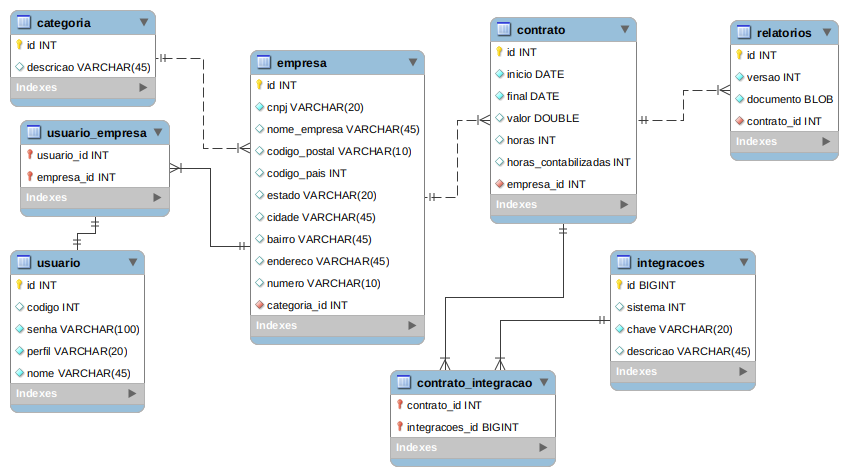 categoria
id INT
descricao VARCHAR(45)
Indexes
usuario_empresa
usuario_id INT
empresa_id INT
Indexes
usuario
id INT
codigo INT
senha VARCHAR(100)
perfil VARCHAR(20)
nome VARCHAR(45)
Indexes
empresa
id INT
cnpj VARCHAR(20)
nome_empresa VARCHAR(45)
codigo_postal VARCHAR(10)
codigo_pais INT
estado VARCHAR(20)
cidade VARCHAR(45)
bairro VARCHAR(45)
endereco VARCHAR(45)
numero VARCHAR(10)
categoria_id INT
Indexes
contrato
id INT
inicio DATE
final DATE
valor DOUBLE
horas INT
horas_contabilizadas INT
empresa_id INT
Indexes
relatorios
id INT
versao INT
documento BLOB
contrato_id INT
Indexes
integracoes
id BIGINT
sistema INT
chave VARCHAR(20)
descricao VARCHAR(45)
Indexes
contrato_integracao
contrato_id INT
integracoes_id BIGINT
Indexes